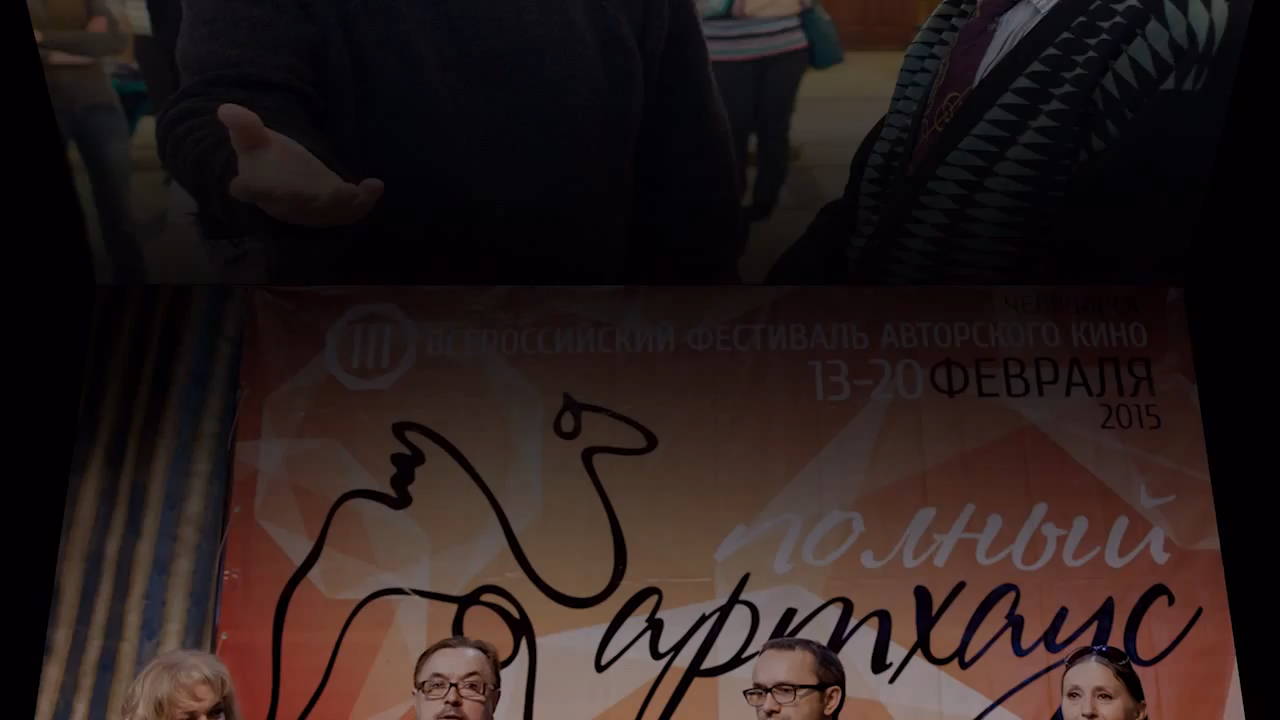 ЧЕЛЯБИНСК
III ВСЕРОССИЙСКИЙ ФЕСТИВАЛЬ АВТОРСКОГО КИНО
13-20 ФЕВРАЛЯ
2015
полный
артхаус